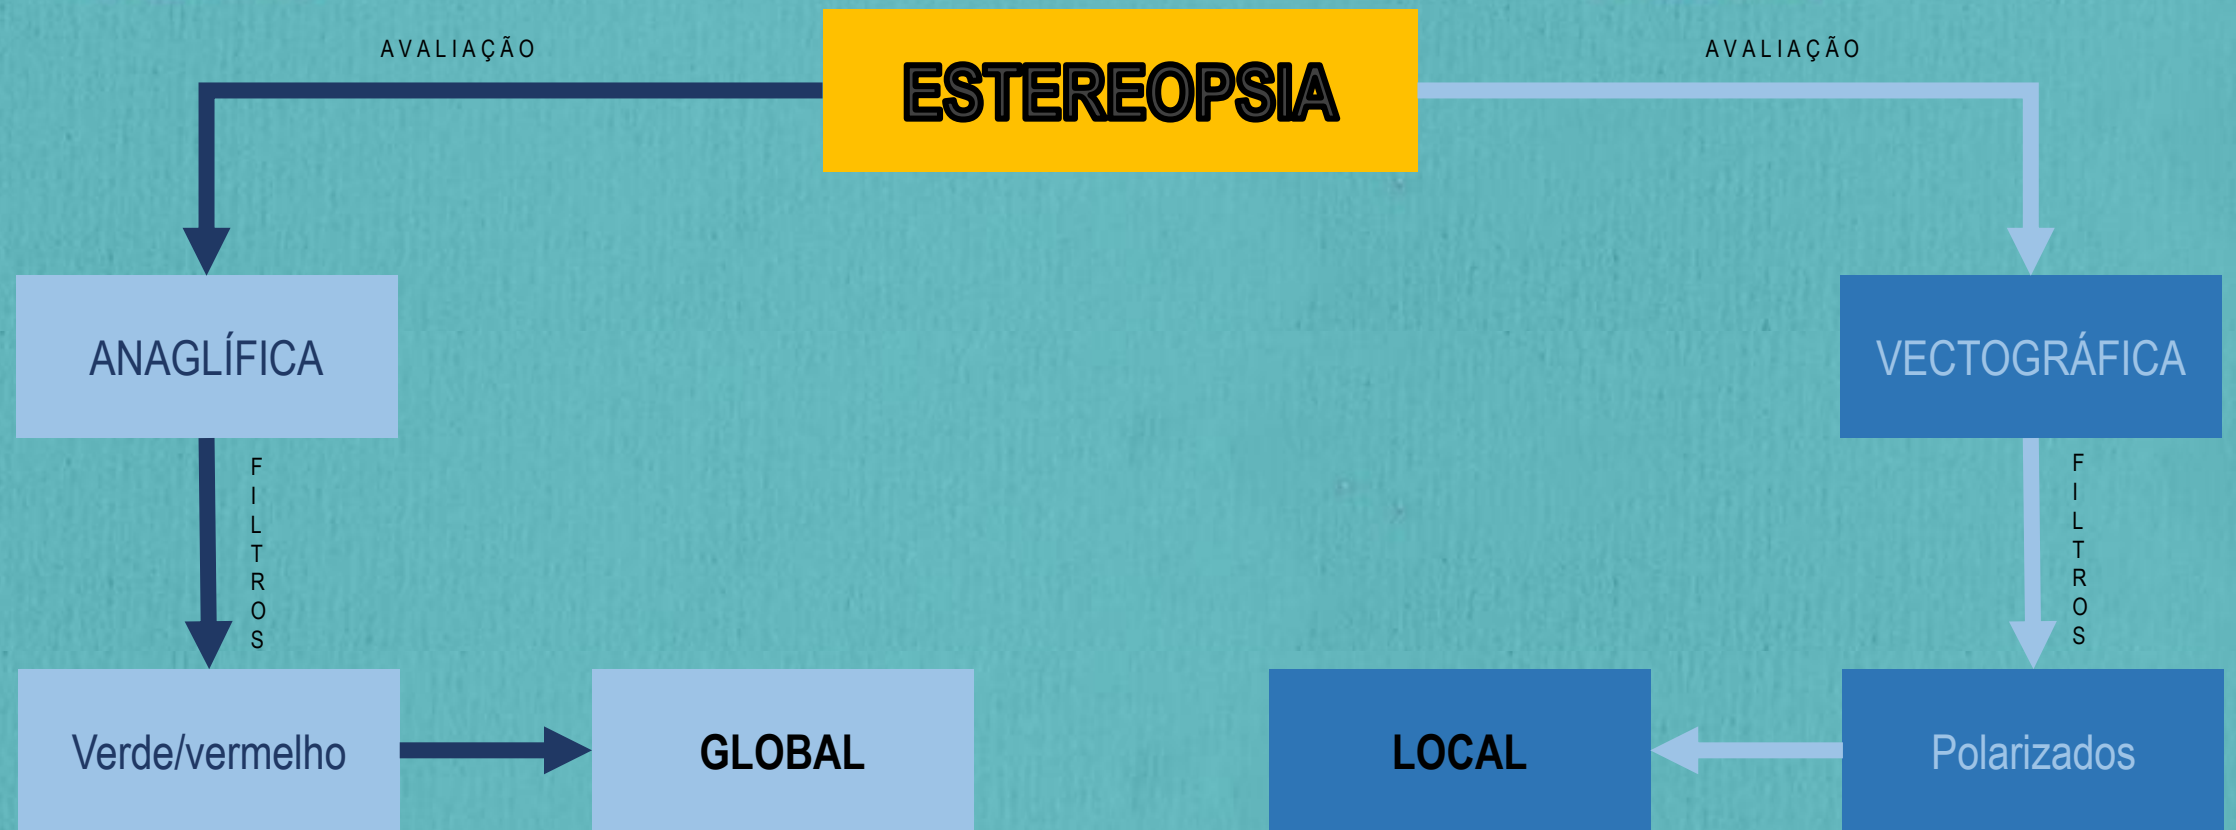 AVALIAÇÃO
ESTEREOPSIA
AVALIAÇÃO
ANAGLÍFICA
VECTOGRÁFICA
FILTROS
FILTROS
Verde/vermelho
GLOBAL
LOCAL
Polarizados